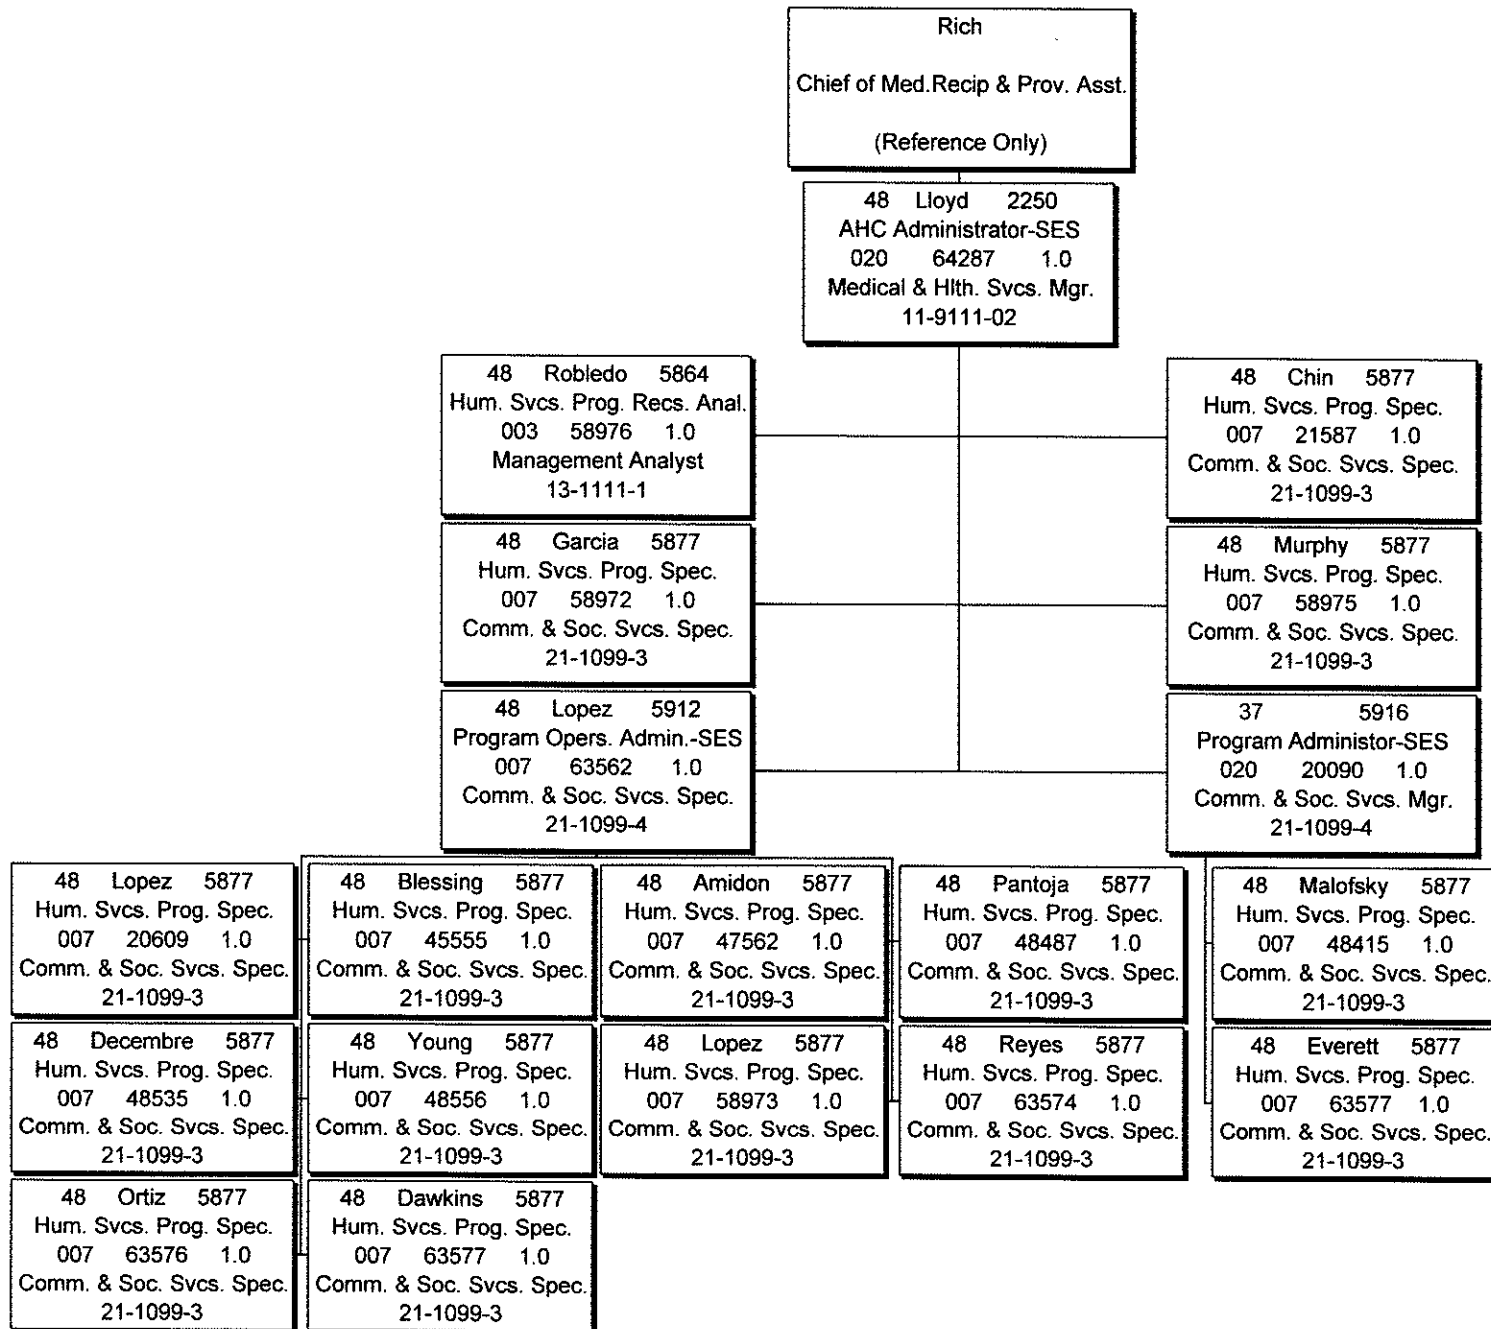 Rich
Chief of Med.Recip & Prov. Asst.
(Reference Only)
48 Lloyd 2250
AHC Administrator-SES
020 64287 1.0
Medical & Hlth. Svcs. Mgr.
11-9111-02
48 Robledo 5864
Hum. Svcs. Prog. Recs. Anal.
003 58976 1.0
Management Analyst
13-1111-1
48 Chin 5877
Hum. Svcs. Prog. Spec.
007 21587 1.0
Comm. & Soc. Svcs. Spec.
21-1099-3
48 Garcia 5877
Hum. Svcs. Prog. Spec.
007 58972 1.0
Comm. & Soc. Svcs. Spec.
21-1099-3
48 Murphy 5877
Hum. Svcs. Prog. Spec.
007 58975 1.0
Comm. & Soc. Svcs. Spec.
21-1099-3
48 Lopez 5912
Program Opers. Admin.-SES
007 63562 1.0
Comm. & Soc. Svcs. Spec.
21-1099-4
37 5916
Program Administor-SES
020 20090 1.0
Comm. & Soc. Svcs. Mgr.
21-1099-4
48 Lopez 5877
Hum. Svcs. Prog. Spec.
007 20609 1.0
Comm. & Soc. Svcs. Spec.
21-1099-3
48 Blessing 5877
Hum. Svcs. Prog. Spec.
007 45555 1.0
Comm. & Soc. Svcs. Spec.
21-1099-3
48 Amidon 5877
Hum. Svcs. Prog. Spec.
007 47562 1.0
Comm. & Soc. Svcs. Spec.
21-1099-3
48 Pantoja 5877
Hum. Svcs. Prog. Spec.
007 48487 1.0
Comm. & Soc. Svcs. Spec.
21-1099-3
48 Malofsky 5877
Hum. Svcs. Prog. Spec.
007 48415 1.0
Comm. & Soc. Svcs. Spec.
21-1099-3
48 Decembre 5877
Hum. Svcs. Prog. Spec.
007 48535 1.0
Comm. & Soc. Svcs. Spec.
21-1099-3
48 Young 5877
Hum. Svcs. Prog. Spec.
007 48556 1.0
Comm. & Soc. Svcs. Spec.
21-1099-3
48 Lopez 5877
Hum. Svcs. Prog. Spec.
007 58973 1.0
Comm. & Soc. Svcs. Spec.
21-1099-3
48 Reyes 5877
Hum. Svcs. Prog. Spec.
007 63574 1.0
Comm. & Soc. Svcs. Spec.
21-1099-3
48 Everett 5877
Hum. Svcs. Prog. Spec.
007 63577 1.0
Comm. & Soc. Svcs. Spec.
21-1099-3
48 Ortiz 5877
Hum. Svcs. Prog. Spec.
007 63576 1.0
Comm. & Soc. Svcs. Spec.
21-1099-3
48 Dawkins 5877
Hum. Svcs. Prog. Spec.
007 63577 1.0
Comm. & Soc. Svcs. Spec.
21-1099-3